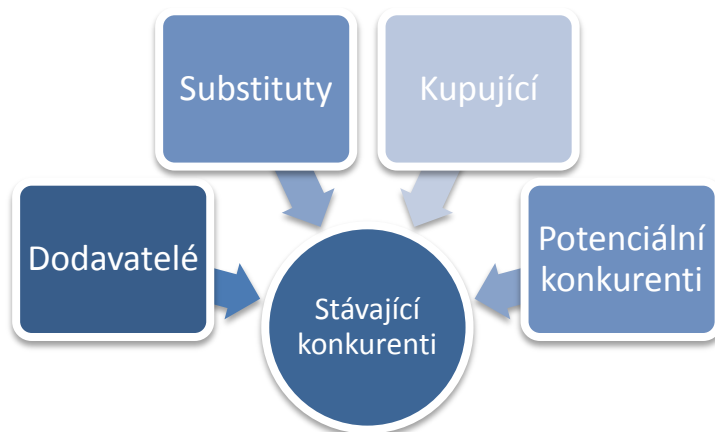 Substituty
Kupující
Dodavatelé
Potenciální
konkurenti
Stávající
konkurenti